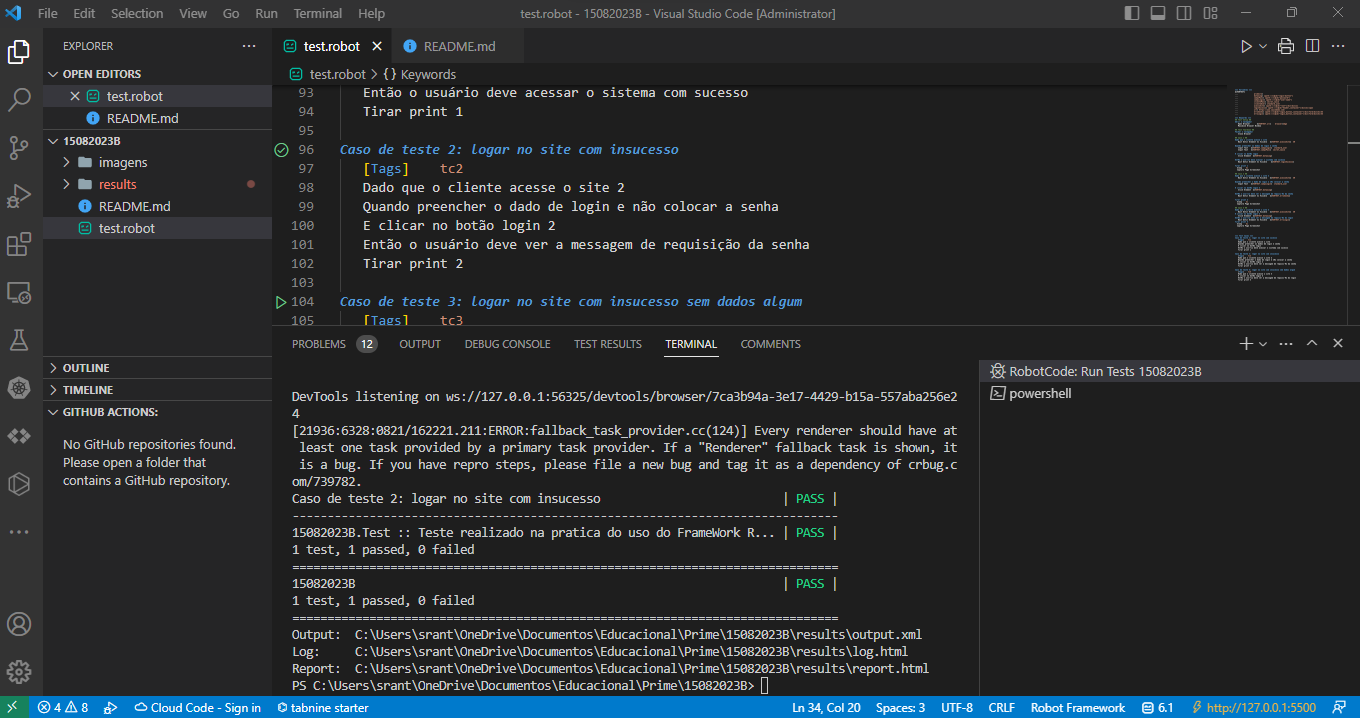 File Edit Selection View Go Run Terminal Help
test.robot - 15082023B - Visual Studio Code [Administrator]
EXPLORER
OPEN EDITORS
test.robot
README.md
15082023B
imagens
results
README.md
test.robot
OUTLINE
TIMELINE
GITHUB ACTIONS:
No GitHub repositories found.
Please open a folder that
contains a GitHub repository.
test.robot
README.md
test.robot > {} Keywords
93 Então o usuário deve acessar o sistema com sucesso
94 Tirar print 1
95
96 Caso de teste 2: logar no site com insucesso
97 [Tags] tc2
98 Dado que o cliente acesse o site 2
99 Quando preencher o dado de login e não colocar a senha
100 E clicar no botão login 2
101 Então o usuário deve ver a mensagem de requisição da senha
102 Tirar print 2
103
104 Caso de teste 3: logar no site com insucesso sem dados algum
105 [Tags] tc3
PROBLEMS 12 OUTPUT DEBUG CONSOLE TEST RESULTS TERMINAL COMMENTS
DevTools listening on ws://127.0.0.1:56325/devtools/browser/7ca3b94a-3e17-4429-b15a-557aba256e2
4
[21936:6328:0821/162221.211:ERROR:fallback_task_provider.cc(124)] Every renderer should have at
least one task provided by a primary task provider. If a "Renderer" fallback task is shown, it
is a bug. If you have repro steps, please file a new bug and tag it as a dependency of crbug.c
om/739782.
Caso de teste 2: logar no site com insucesso | PASS |
------------------------------------------------------------------------------
15082023B.Test :: Teste realizado na pratica do uso do FrameWork R... | PASS |
1 test, 1 passed, 0 failed
==============================================================================
15082023B | PASS |
1 test, 1 passed, 0 failed
==============================================================================
Output: C:\Users\srant\OneDrive\Documentos\Educacional\Prime\15082023B\results\output.xml
Log: C:\Users\srant\OneDrive\Documentos\Educacional\Prime\15082023B\results\log.html
Report: C:\Users\srant\OneDrive\Documentos\Educacional\Prime\15082023B\results\report.html
PS C:\Users\srant\OneDrive\Documentos\Educacional\Prime\15082023B>
RobotCode: Run Tests 15082023B
powershell
4 8 Cloud Code - Sign in tabnine starter Ln 34, Col 20 Spaces: 3 UTF-8 CRLF Robot Framework 6.1 http://127.0.0.1:5500